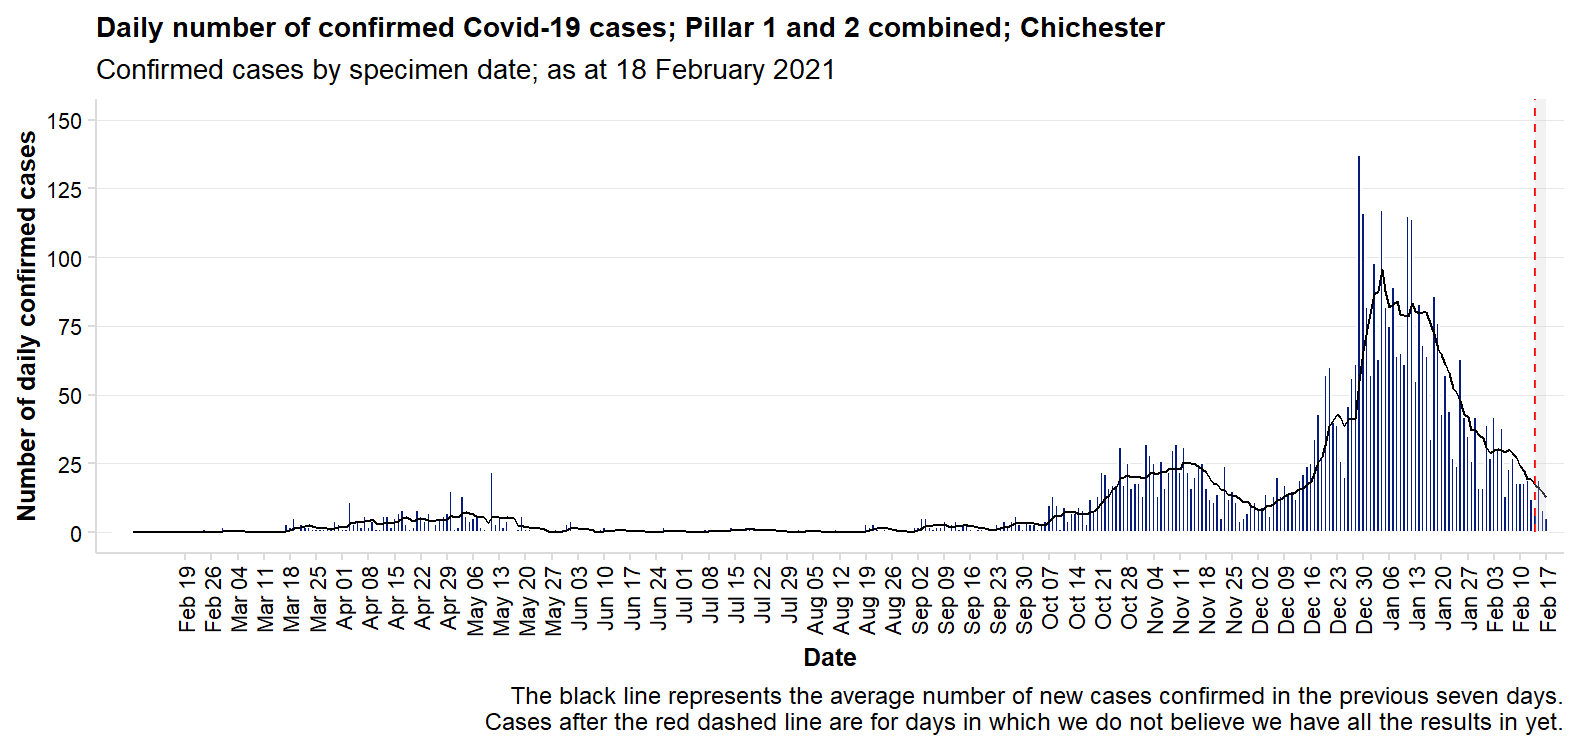 Daily number of confirmed Covid-19 cases; Pillar 1 and 2 combined; Chichester
Confirmed cases by specimen date; as at 18 February 2021
Number of daily confirmed cases
150
125
100
75
50
25
0
Feb 19
Feb 26
Mar 04
Mar 11
Mar 18
Mar 25
Apr 01
Apr 08
Apr 15
Apr 22
Apr 29
May 06
May 13
May 20
May 27
Jun 03
Jun 10
Jun 17
Jun 24
Jul 01
Jul 08
Jul 15
Jul 22
Jul 29
Aug 05
Aug 12
Aug 19
Aug 26
Sep 02
Sep 09
Sep 16
Sep 23
Sep 30
Oct 07
Oct 14
Oct 21
Oct 28
Nov 04
Nov 11
Nov 18
Nov 25
Dec 02
Dec 09
Dec 16
Dec 23
Dec 30
Jan 06
Jan 13
Jan 20
Jan 27
Feb 03
Feb 10
Feb 17
Date
The black line represents the average number of new cases confirmed in the previous seven days.
Cases after the red dashed line are for days in which we do not believe we have all the results in yet.